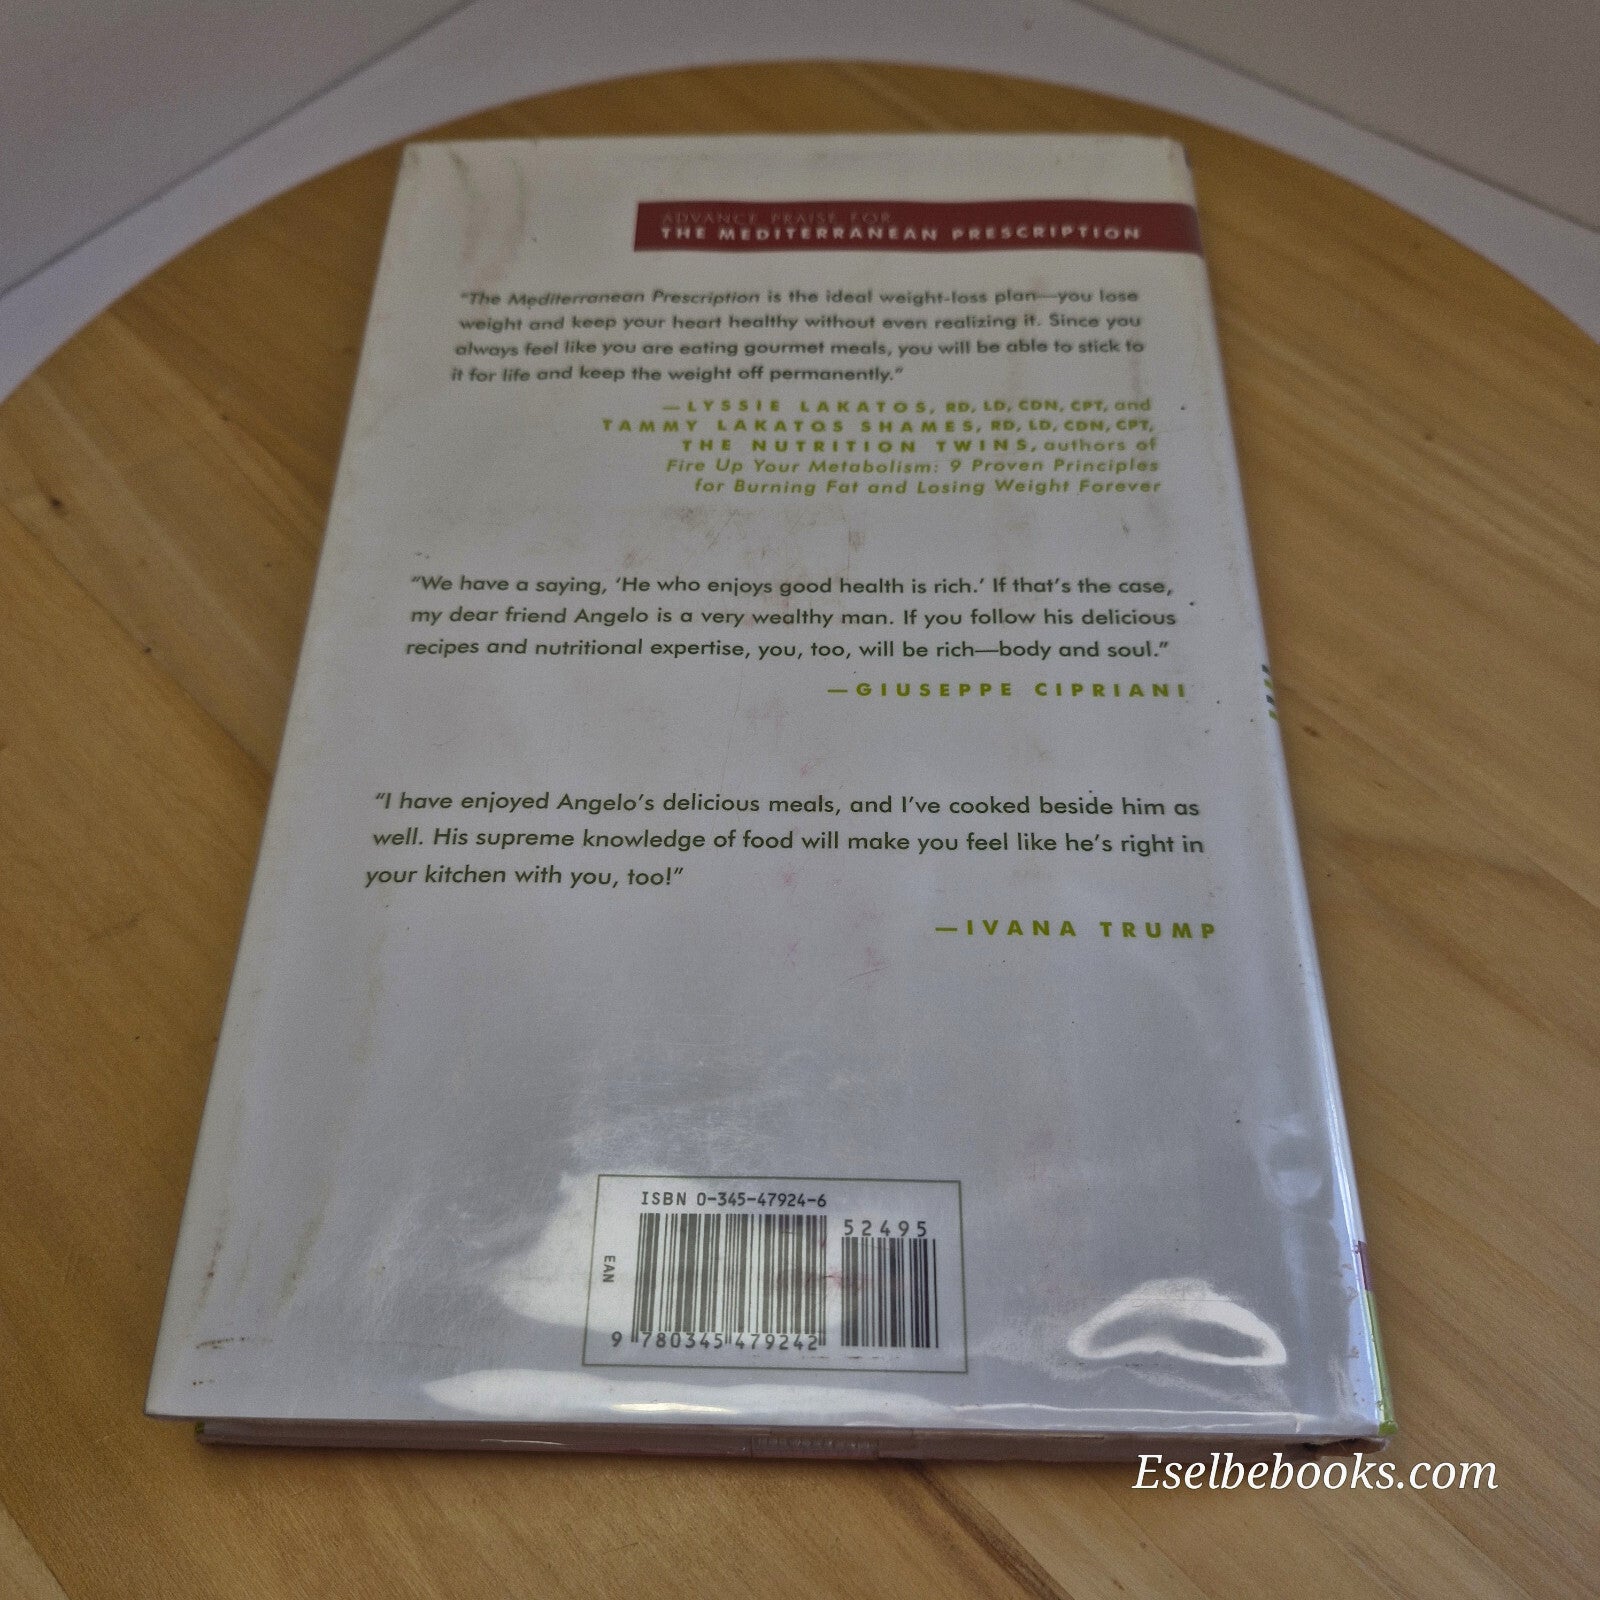 ADVANCE PRAISE FOR
THE MEDITERRANEAN PRESCRIPTION
"The Mediterranean Prescription is the ideal weight-loss plan—you lose
weight and keep your heart healthy without even realizing it. Since you
always feel like you are eating gourmet meals, you will be able to stick to
it for life and keep the weight off permanently."
—LYSSIE LAKATOS, RD, LD, CDN, CPT, and
TAMMY LAKATOS SHAMES, RD, LD, CDN, CPT,
THE NUTRITION TWINS, authors of
Fire Up Your Metabolism: 9 Proven Principles
for Burning Fat and Losing Weight Forever
"We have a saying, 'He who enjoys good health is rich.' If that's the case,
my dear friend Angelo is a very wealthy man. If you follow his delicious
recipes and nutritional expertise, you, too, will be rich—body and soul."
—GIUSEPPE CIPRIANI
"I have enjoyed Angelo's delicious meals, and I've cooked beside him as
well. His supreme knowledge of food will make you feel like he's right in
your kitchen with you, too!"
—IVANA TRUMP
ISBN 0-345-47924-6
52495
EAN
9 780345 479242
Eselbebooks.com